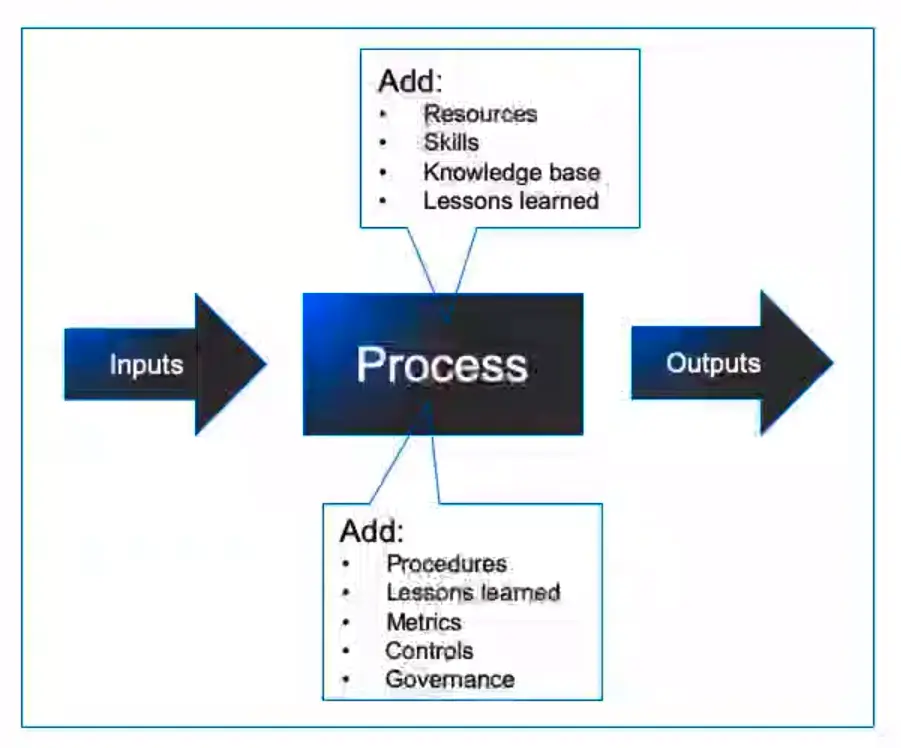 Add:
• Resources
• Skills
• Knowledge base
• Lessons learned
Inputs
Process
Outputs
Add:
• Procedures
• Lessons learned
• Metrics
• Controls
• Governance